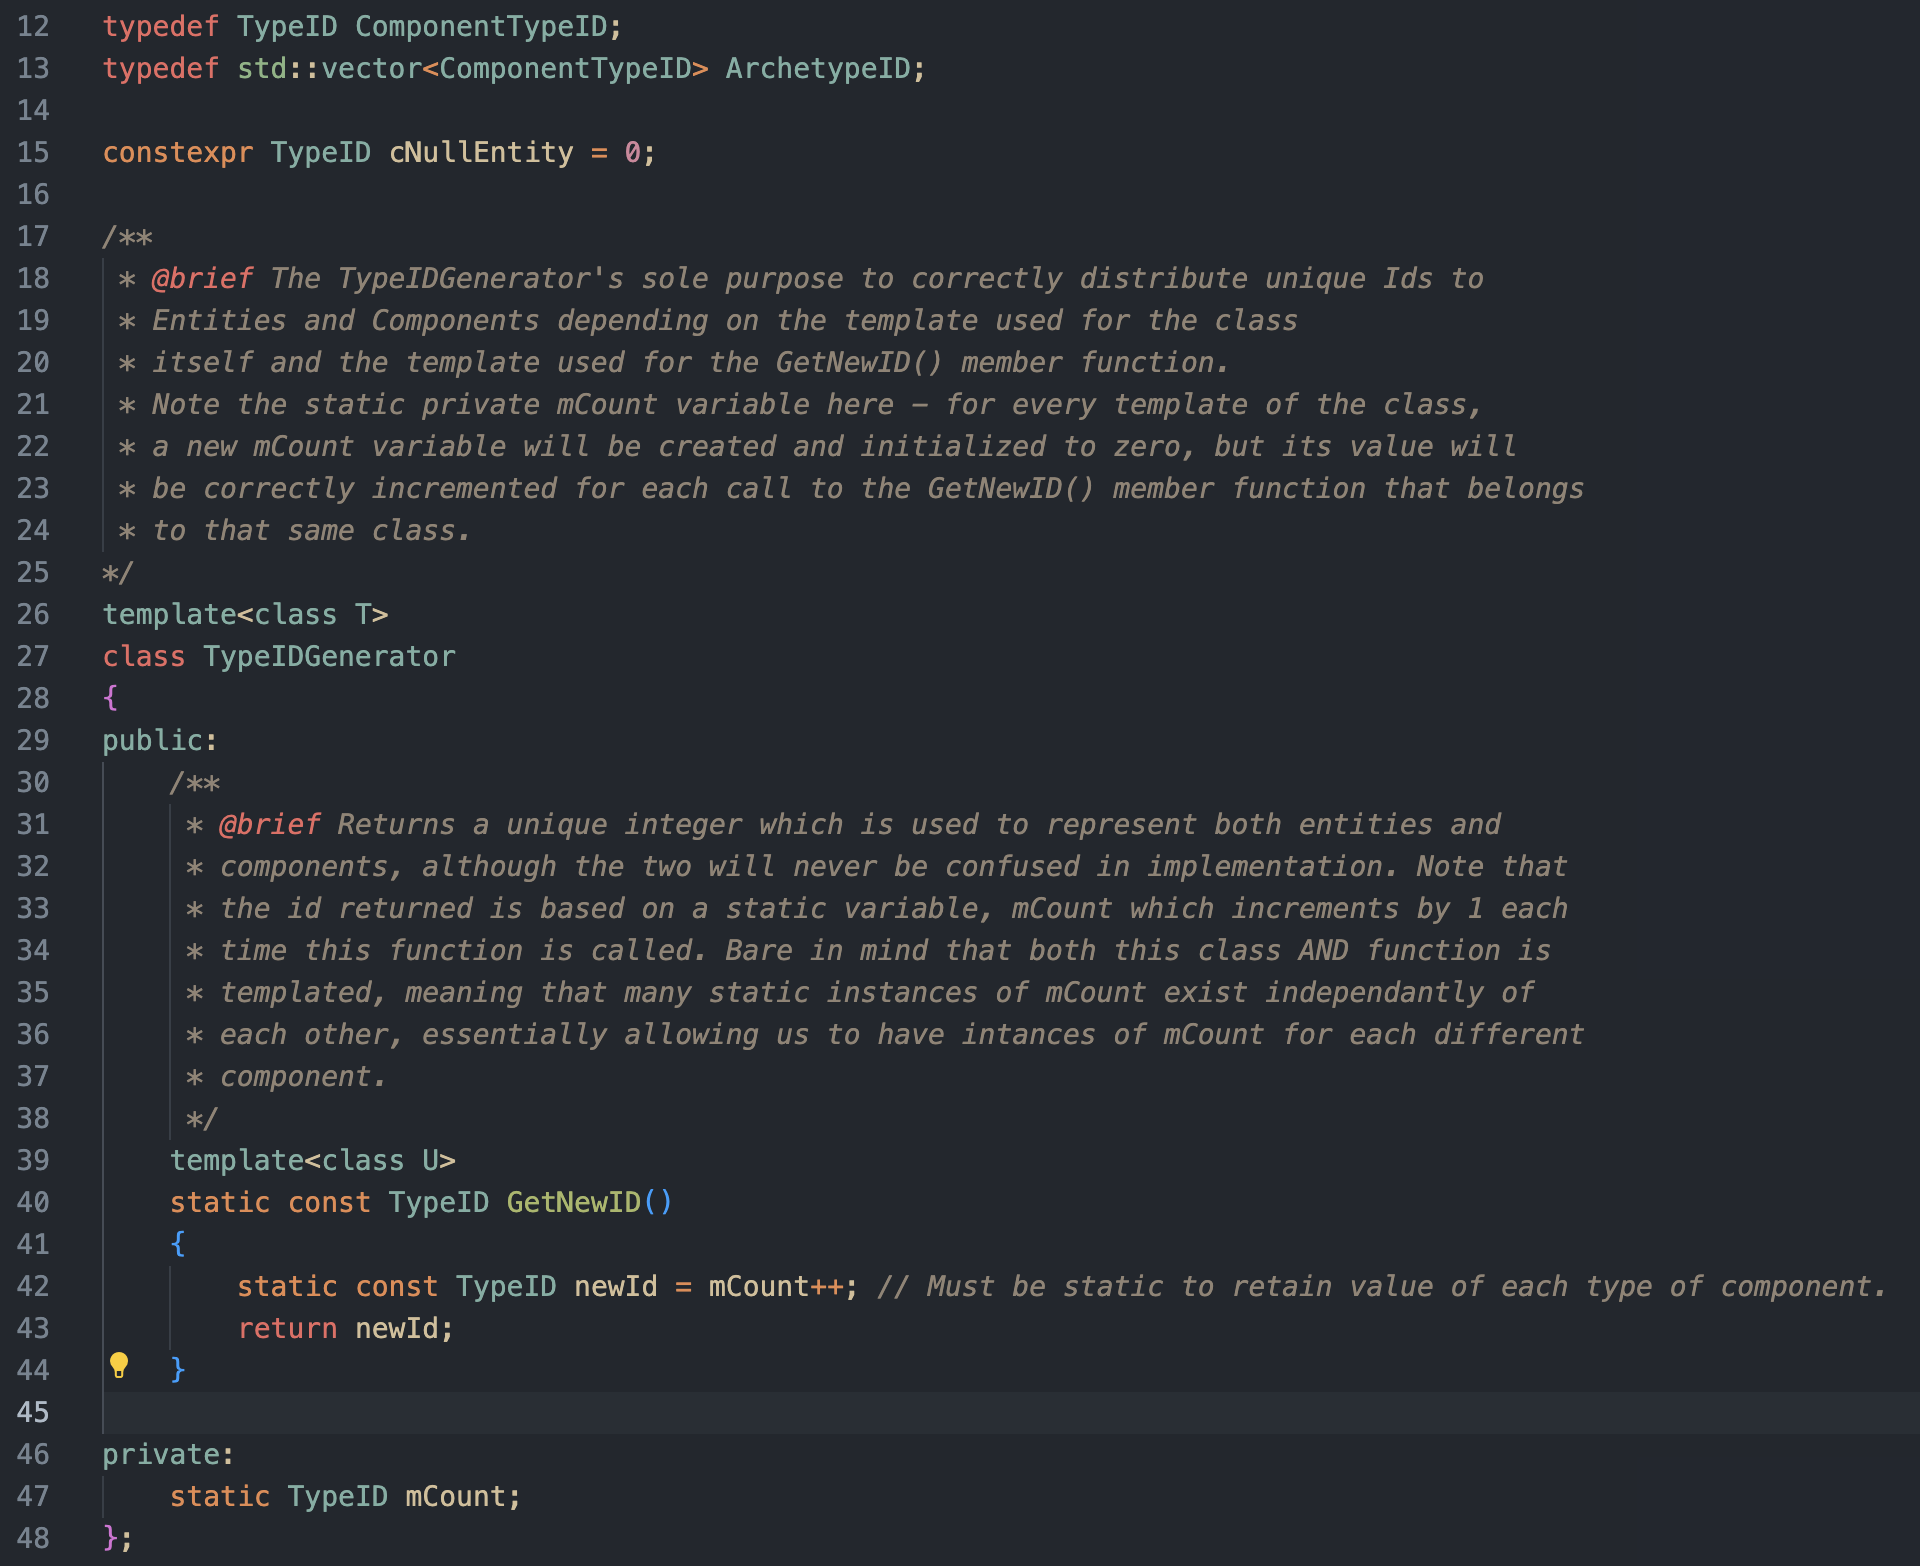 12 typedef TypeID ComponentTypeID;
13 typedef std::vector<ComponentTypeID> ArchetypeID;
14
15 constexpr TypeID cNullEntity = 0;
16
17 /**
18 * @brief The TypeIDGenerator's sole purpose to correctly distribute unique Ids to
19 * Entities and Components depending on the template used for the class
20 * itself and the template used for the GetNewID() member function.
21 * Note the static private mCount variable here – for every template of the class,
22 * a new mCount variable will be created and initialized to zero, but its value will
23 * be correctly incremented for each call to the GetNewID() member function that belongs
24 * to that same class.
25 */
26 template<class T>
27 class TypeIDGenerator
28 {
29 public:
30 /**
31 * @brief Returns a unique integer which is used to represent both entities and
32 * components, although the two will never be confused in implementation. Note that
33 * the id returned is based on a static variable, mCount which increments by 1 each
34 * time this function is called. Bare in mind that both this class AND function is
35 * templated, meaning that many static instances of mCount exist independantly of
36 * each other, essentially allowing us to have intances of mCount for each different
37 * component.
38 */
39 template<class U>
40 static const TypeID GetNewID()
41 {
42 static const TypeID newId = mCount++; // Must be static to retain value of each type of component.
43 return newId;
44 }
45
46 private:
47 static TypeID mCount;
48 };